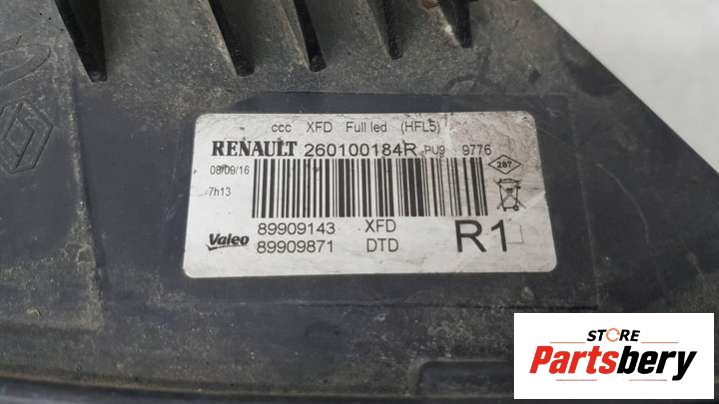 ccc XFD Full led (HFL5)
RENAULT 260100184R PU9 9776
08/09/16
287
7h13
89909143 XFD
Valeo
89909871 DTD
R1
STORE
Partsbery